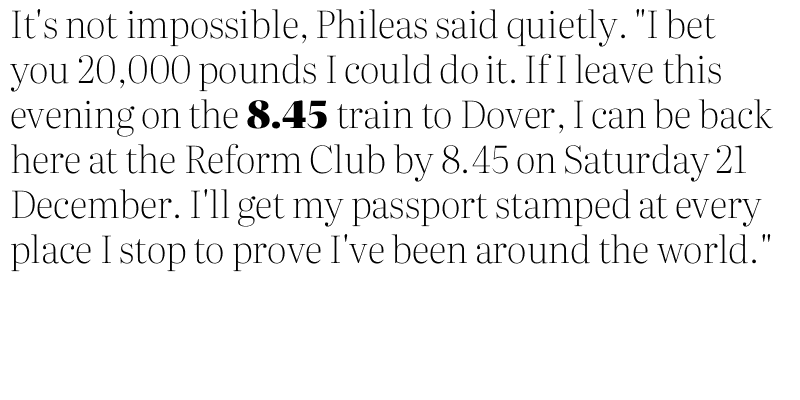 It's not impossible, Phileas said quietly. "I bet
you 20,000 pounds I could do it. If I leave this
evening on the 8.45 train to Dover, I can be back
here at the Reform Club by 8.45 on Saturday 21
December. I'll get my passport stamped at every
place I stop to prove I've been around the world."